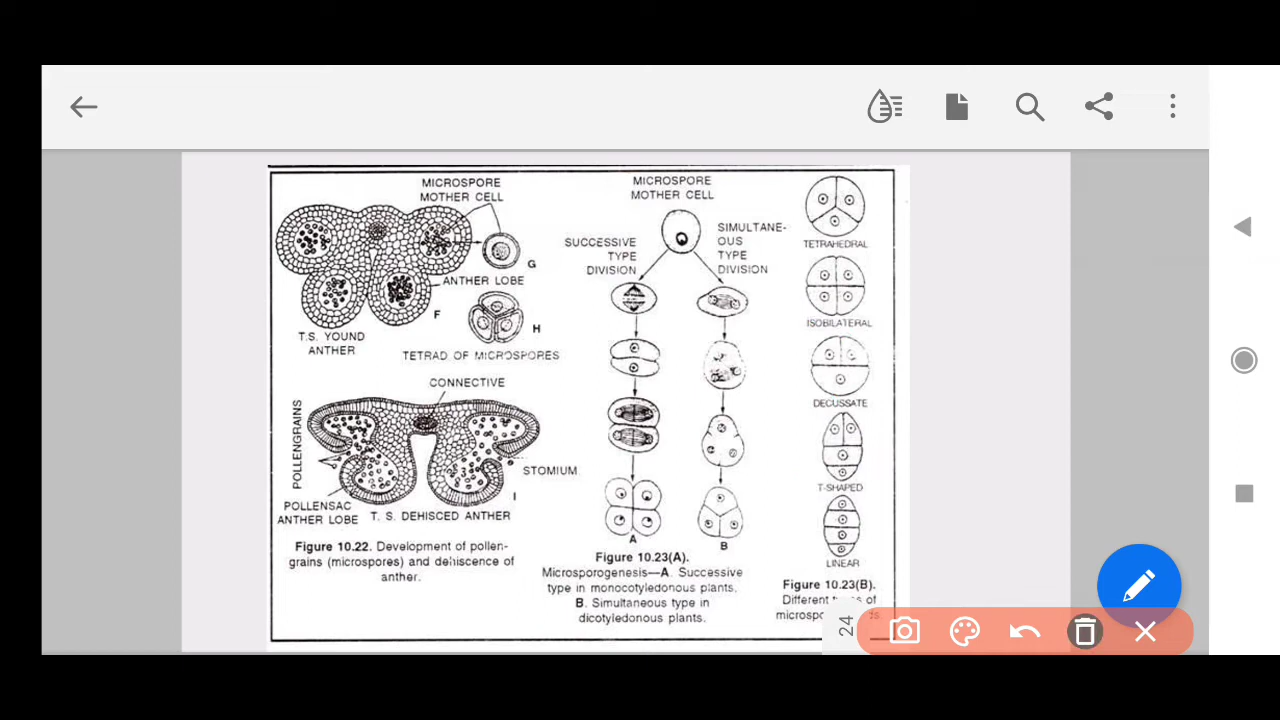 MICROSPORE
MOTHER CELL
G
ANTHER LOBE
F
H
T.S. YOUND
ANTHER
TETRAD OF MICROSPORES
CONNECTIVE
POLLENGRAINS
STOMIUM
I
POLLENSAC
ANTHER LOBE
T. S. DEHISCED ANTHER
Figure 10.22. Development of pollen-
grains (microspores) and dehiscence of
anther.
MICROSPORE
MOTHER CELL
SUCCESSIVE
TYPE
DIVISION
SIMULTANE-
OUS
TYPE
DIVISION
A
B
Figure 10.23(A).
Microsporogenesis—A. Successive
type in monocotyledonous plants,
B. Simultaneous type in
dicotyledonous plants.
TETRAHEDRAL
ISOBILATERAL
DECUSSATE
T-SHAPED
LINEAR
Figure 10.23(B).
Different of
24